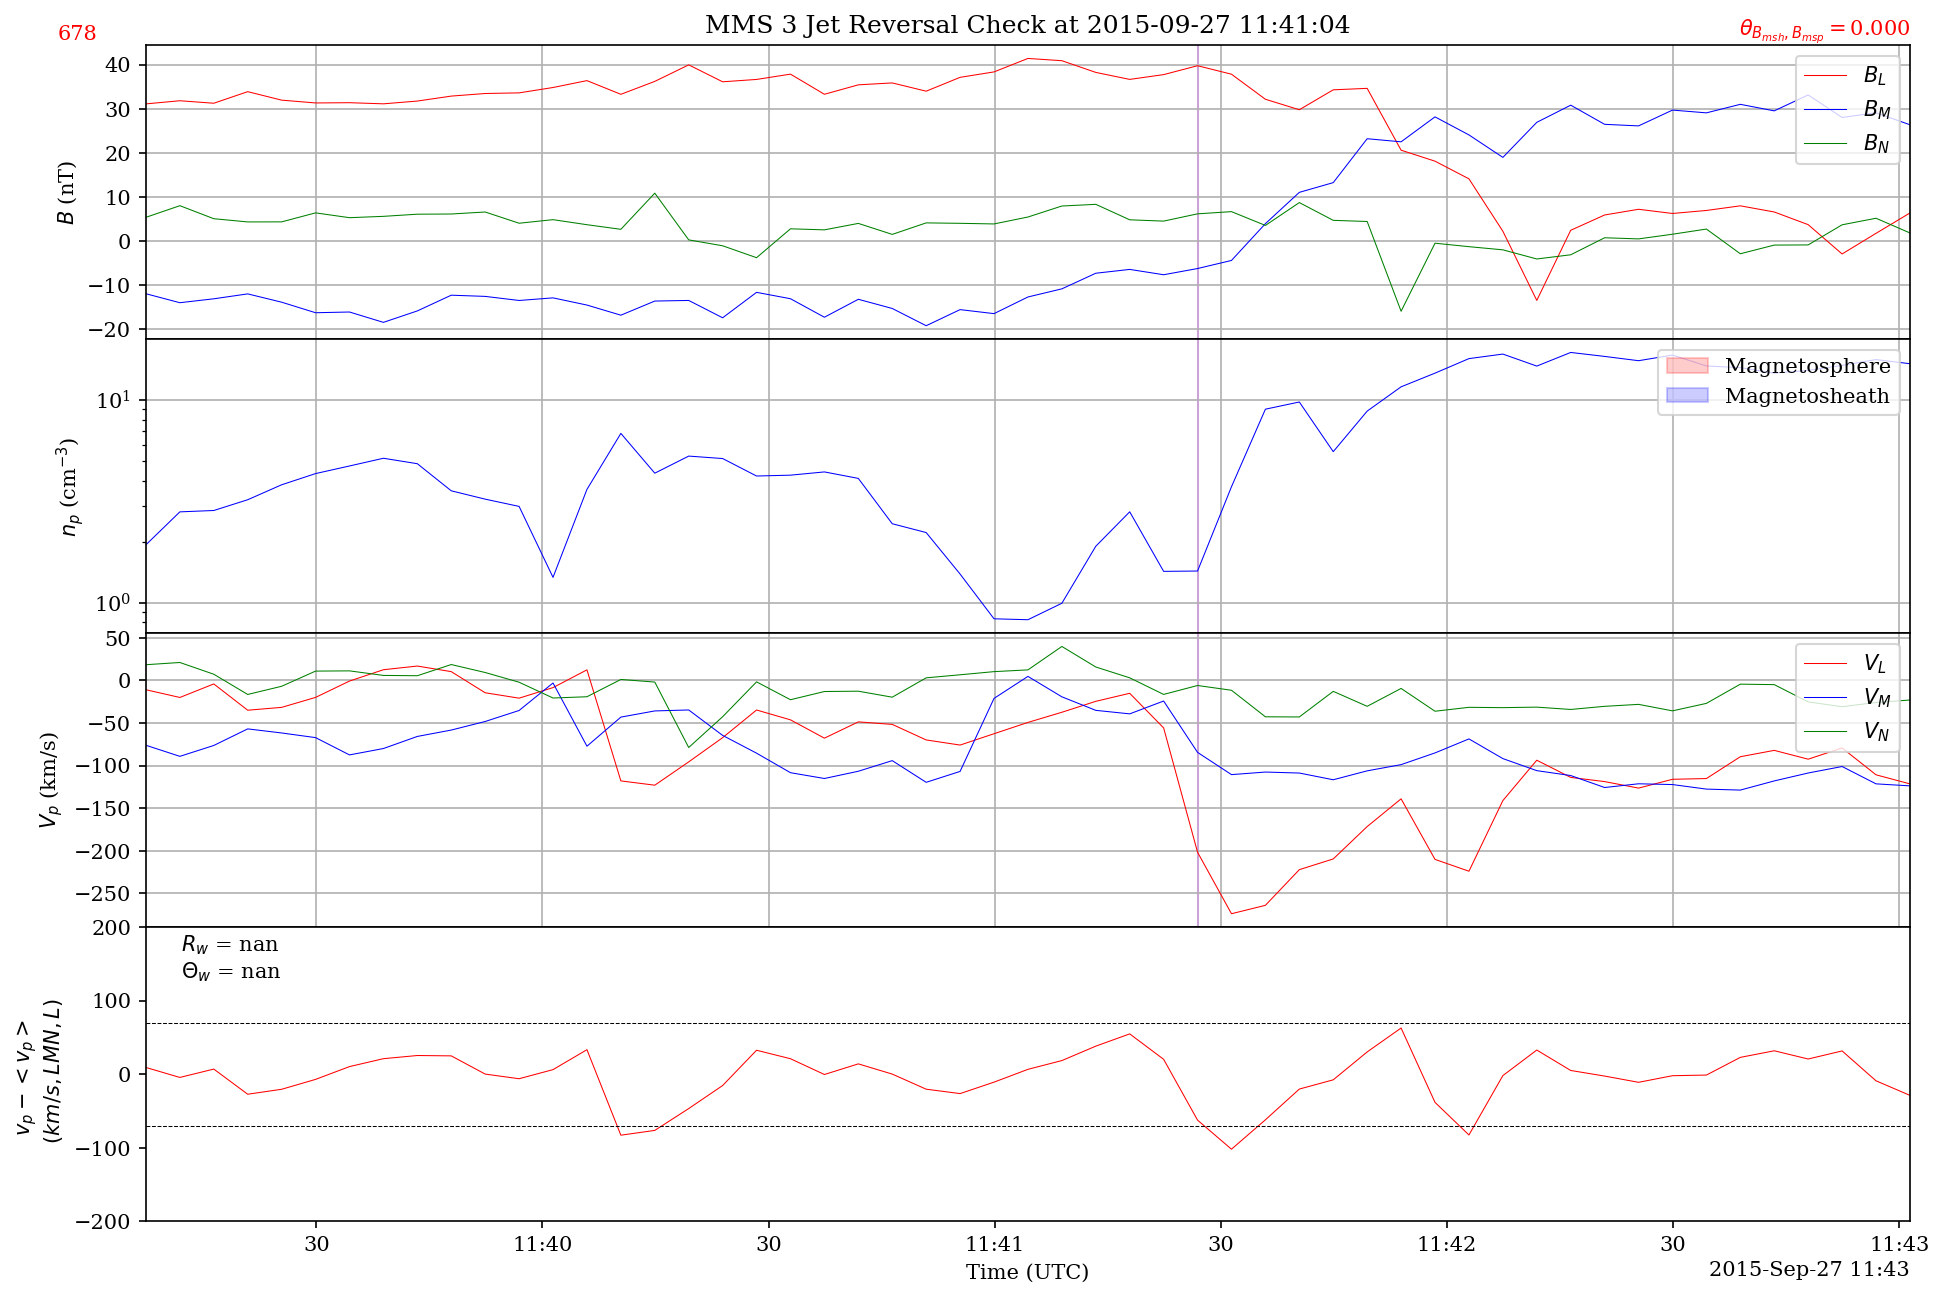 678
MMS 3 Jet Reversal Check at 2015-09-27 11:41:04
θ_{B_{msh}, B_{msp}} = 0.000
40
30
20
10
0
−10
−20
B (nT)
B_L
B_M
B_N
10^1
10^0
n_p (cm^{−3})
Magnetosphere
Magnetosheath
50
0
−50
−100
−150
−200
−250
V_p (km/s)
V_L
V_M
V_N
200
100
0
−100
−200
v_p − < v_p >
(km/s, LMN, L)
R_w = nan
Θ_w = nan
30
11:40
30
11:41
30
11:42
30
11:43
Time (UTC)
2015-Sep-27 11:43